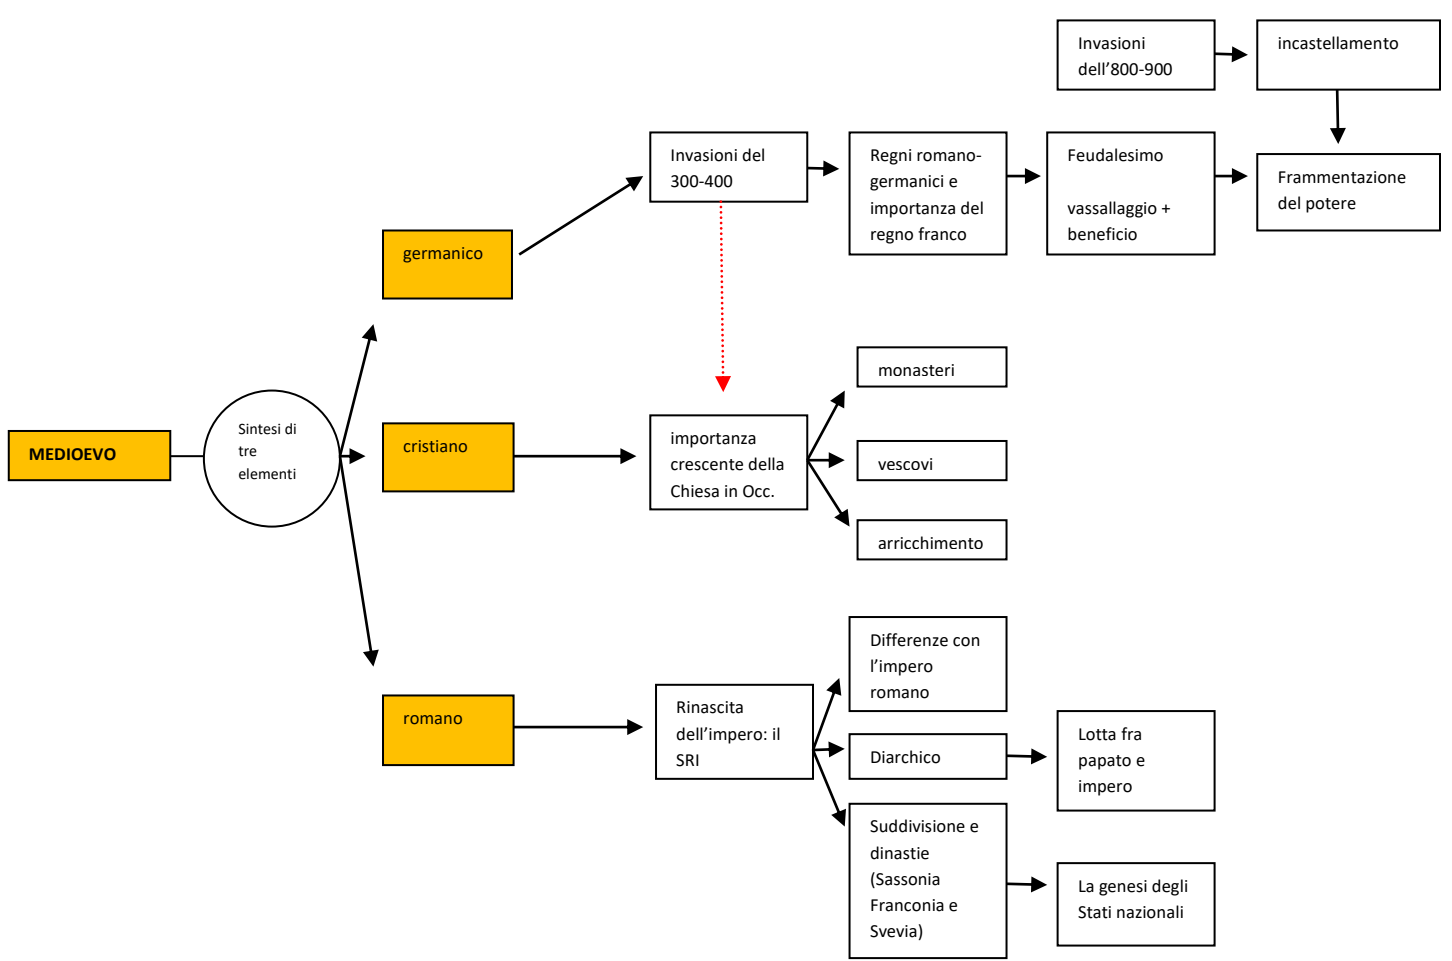 Invasioni
dell'800-900
incastellamento
Invasioni del
300-400
Regni romano-
germanici e
importanza del
regno franco
Feudalesimo
vassallaggio +
beneficio
Frammentazione
del potere
germanico
monasteri
MEDIOEVO
Sintesi di
tre
elementi
cristiano
importanza
crescente della
Chiesa in Occ.
vescovi
arricchimento
Differenze con
l'impero
romano
romano
Rinascita
dell'impero: il
SRI
Diarchico
Lotta fra
papato e
impero
Suddivisione e
dinastie
(Sassonia
Franconia e
Svevia)
La genesi degli
Stati nazionali